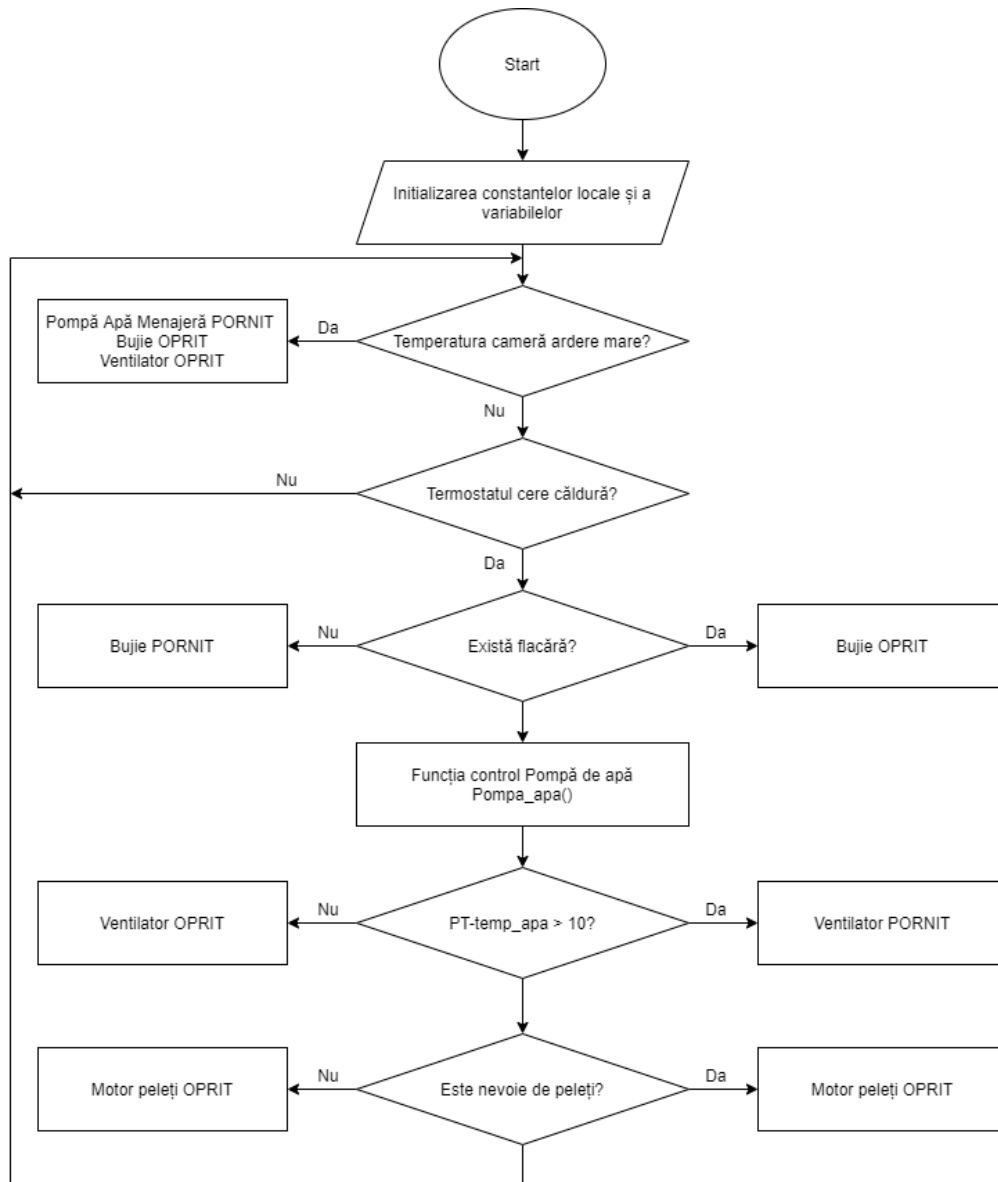 Start
Initializarea constantelor locale și a
variabilelor
Pompă Apă Menajeră PORNIT
Bujie OPRIT
Ventilator OPRIT
Da
Temperatura cameră ardere mare?
Nu
Nu
Termostatul cere căldură?
Da
Bujie PORNIT
Nu
Există flacără?
Da
Bujie OPRIT
Funcția control Pompă de apă
Pompa_apa()
Ventilator OPRIT
Nu
PT-temp_apa > 10?
Da
Ventilator PORNIT
Motor peleți OPRIT
Nu
Este nevoie de peleți?
Da
Motor peleți OPRIT